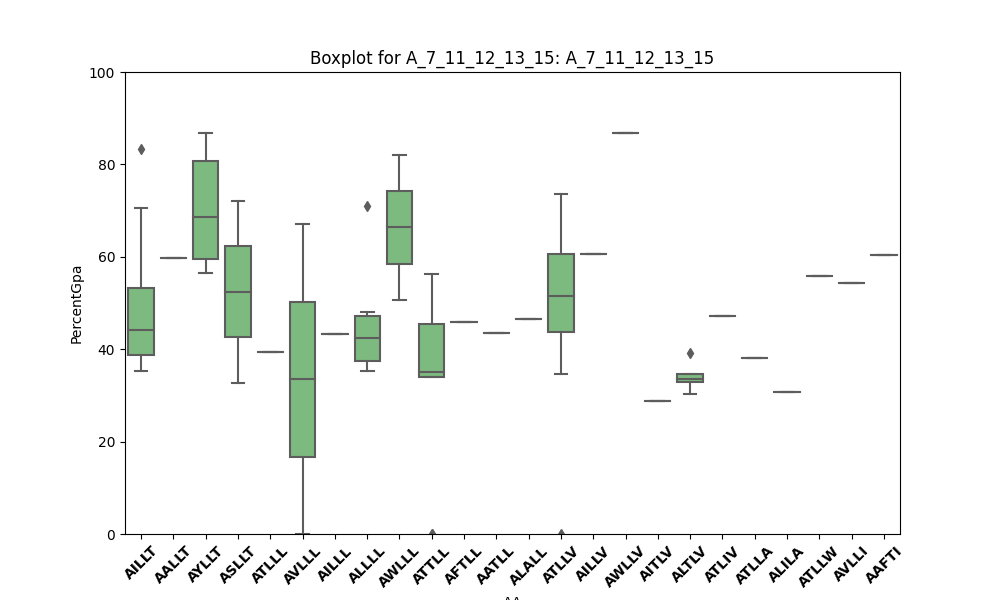 Boxplot for A_7_11_12_13_15: A_7_11_12_13_15
PercentGpa
100
80
60
40
20
0
AILLT
AALLT
AYLLT
ASLLT
ATLLL
AVLLL
AILLL
ALLLL
AWLLL
ATTLL
AFTLL
AATLL
ALALL
ATLLV
AILLV
AWLLV
AITLV
ALTLV
ATLIV
ATLLA
ALILA
ATLLW
AVLLI
AAFTI
AA